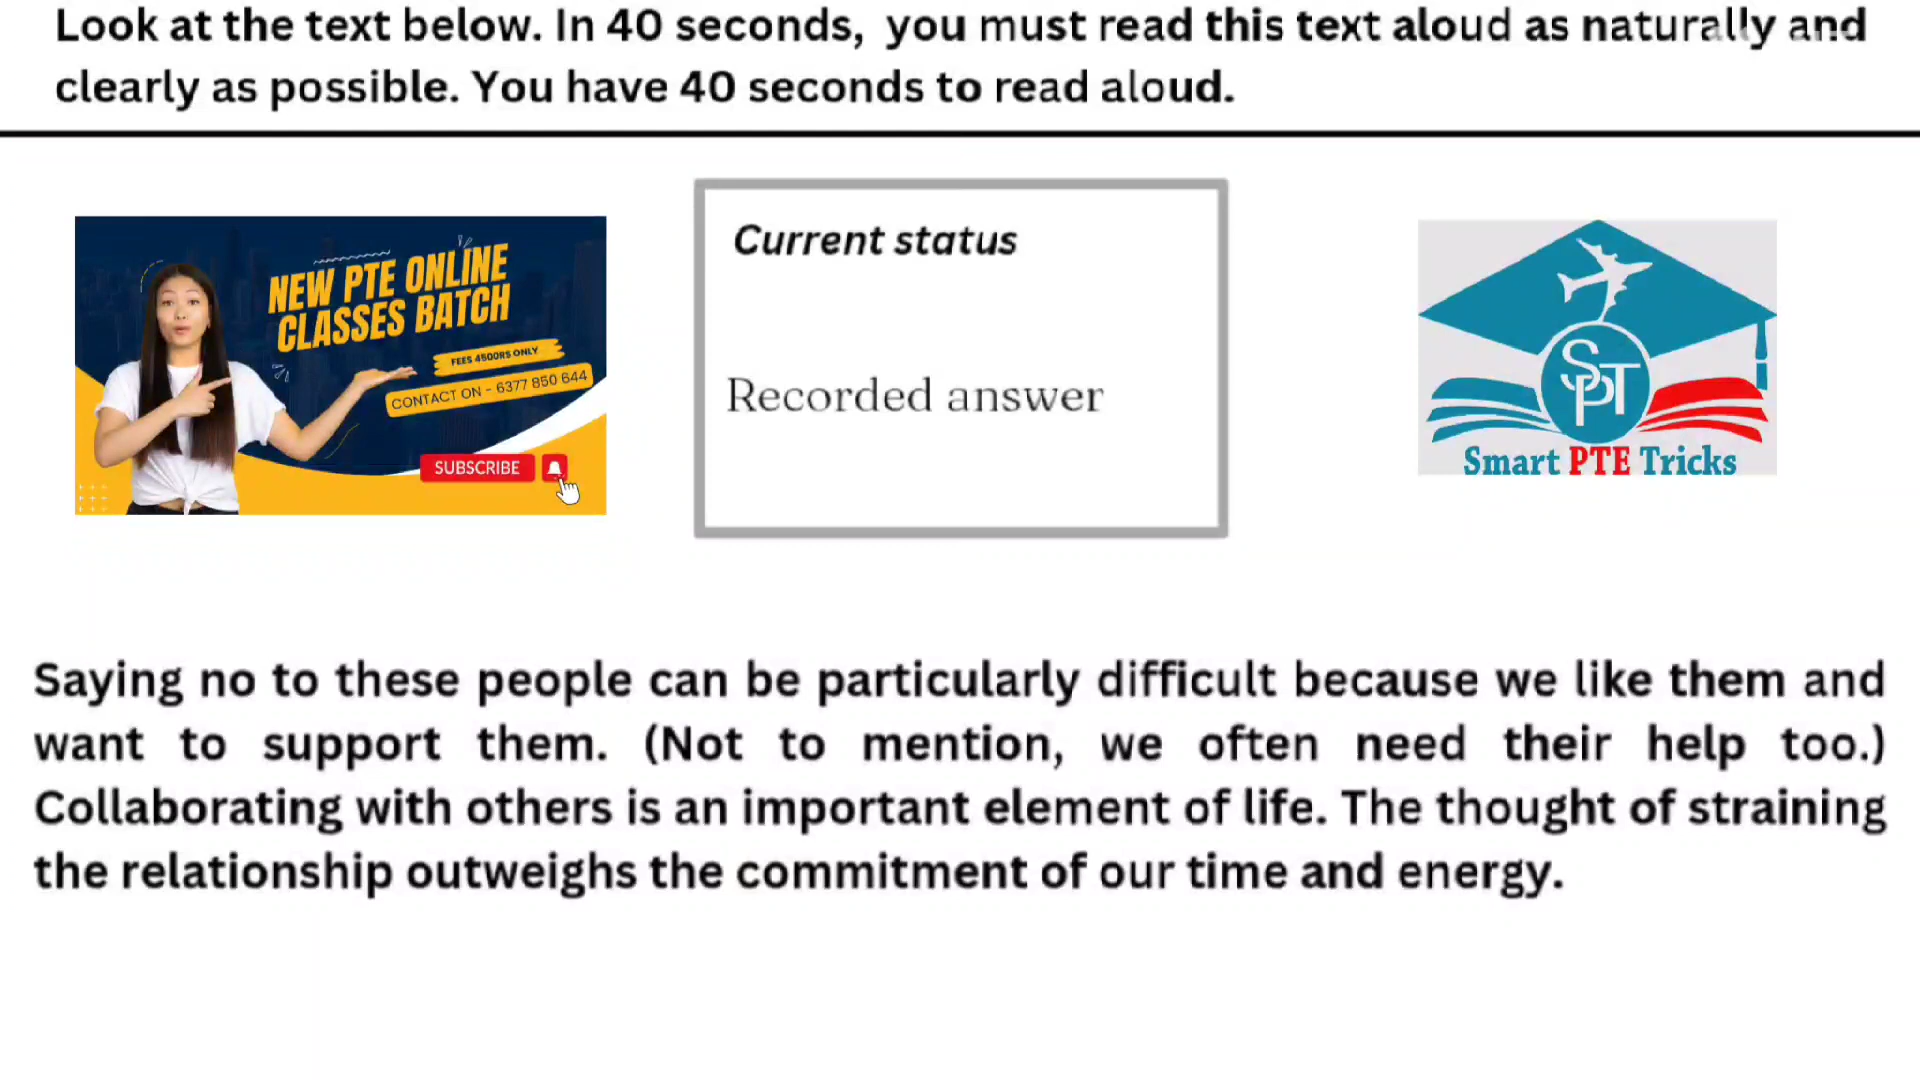 Look at the text below. In 40 seconds, you must read this text aloud as naturally and
clearly as possible. You have 40 seconds to read aloud.
NEW PTE ONLINE
CLASSES BATCH
FEES 4500RS ONLY
CONTACT ON - 6377 850 644
SUBSCRIBE
Current status
Recorded answer
SPT
Smart PTE Tricks
Saying no to these people can be particularly difficult because we like them and
want to support them. (Not to mention, we often need their help too.)
Collaborating with others is an important element of life. The thought of straining
the relationship outweighs the commitment of our time and energy.